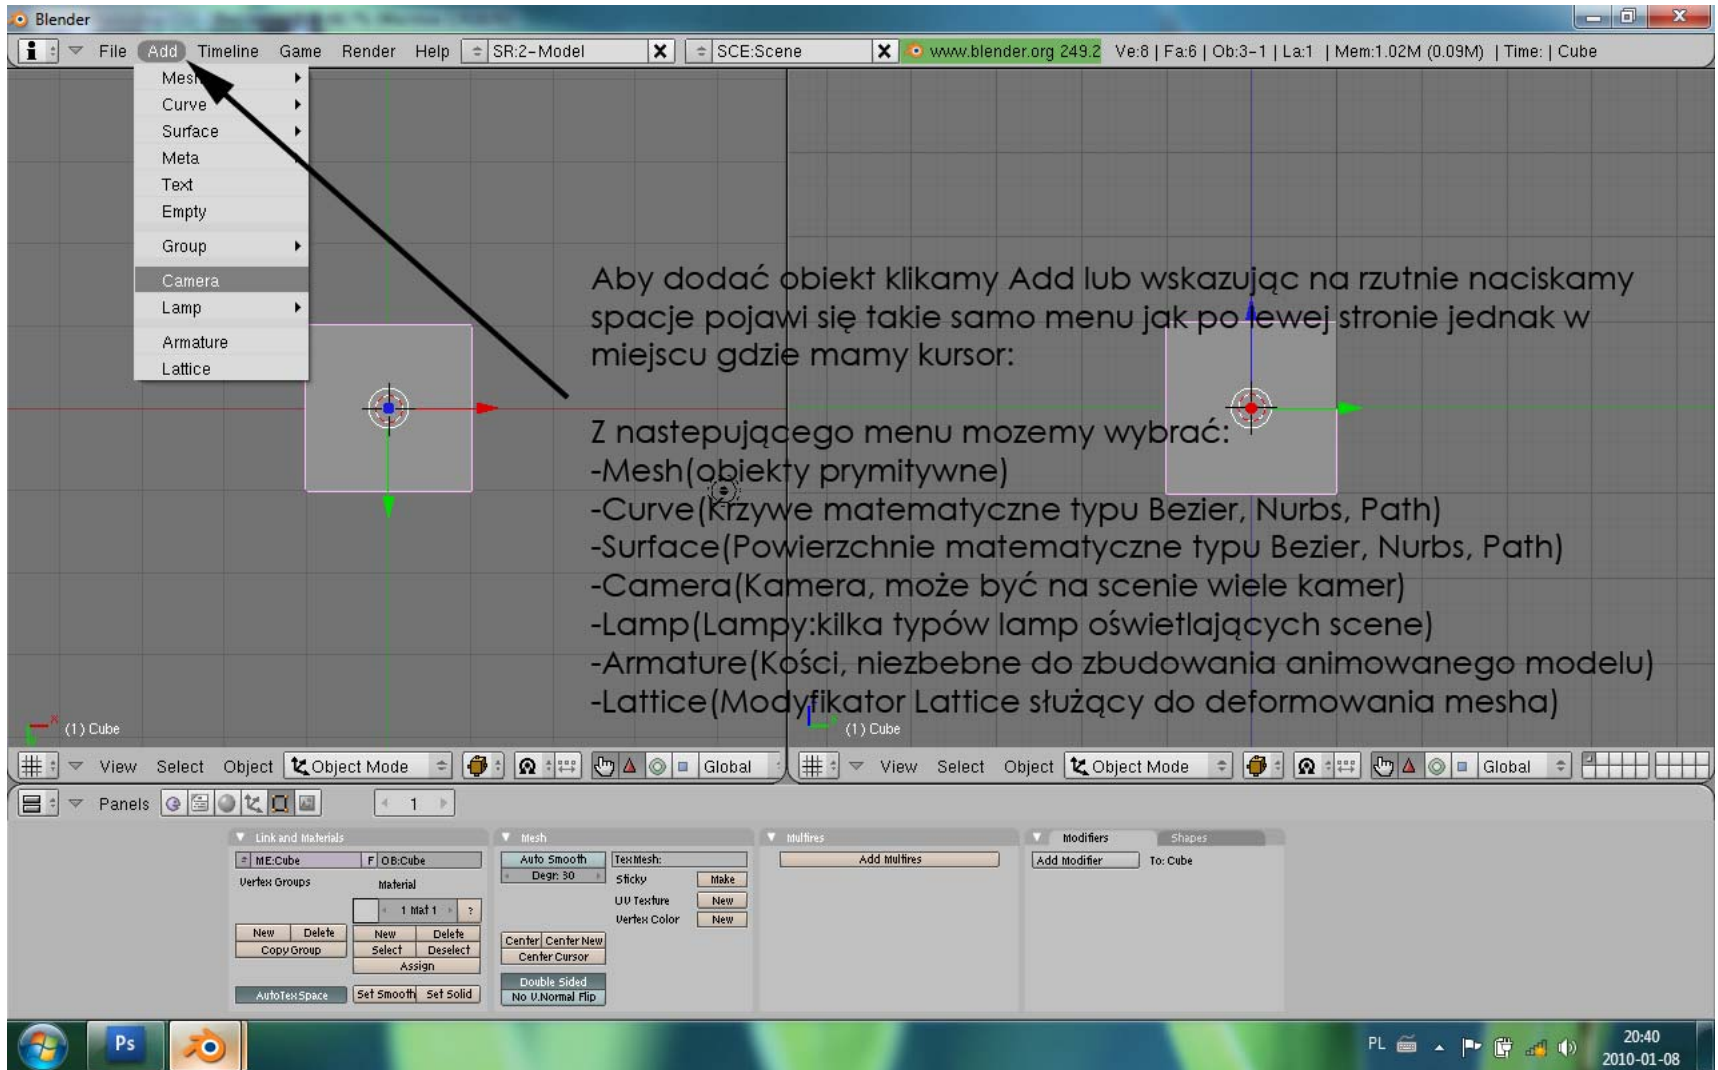 Blender
File Add Timeline Game Render Help SR:2-Model X SCE:Scene X www.blender.org 249.2 Ve:8 | Fa:6 | Ob:3-1 | La:1 | Mem:1.02M (0.09M) | Time: | Cube
Mesh
Curve
Surface
Meta
Text
Empty
Group
Camera
Lamp
Armature
Lattice
Aby dodać obiekt klikamy Add lub wskazując na rzutnie naciskamy
spacje pojawi się takie samo menu jak po lewej stronie jednak w
miejscu gdzie mamy kursor:
Z nastepującego menu mozemy wybrać:
-Mesh(obiekty prymitywne)
-Curve(Krzywe matematyczne typu Bezier, Nurbs, Path)
-Surface(Powierzchnie matematyczne typu Bezier, Nurbs, Path)
-Camera(Kamera, może być na scenie wiele kamer)
-Lamp(Lampy:kilka typów lamp oświetlających scene)
-Armature(Kości, niezbebne do zbudowania animowanego modelu)
-Lattice(Modyfikator Lattice służący do deformowania mesha)
x (1) Cube
(1) Cube
View Select Object Object Mode Global
View Select Object Object Mode Global
Panels 1
Link and Materials
ME:Cube F OB:Cube
Vertex Groups Material
1 Mat 1 ?
New Delete New Delete
Copy Group Select Deselect
Assign
AutoTexSpace Set Smooth Set Solid
Mesh
Auto Smooth TexMesh:
Degr: 30 Sticky Make
UV Texture New
Vertex Color New
Center Center New
Center Cursor
Double Sided
No V.Normal Flip
Multires
Add Multires
Modifiers Shapes
Add Modifier To: Cube
Ps
PL
20:40
2010-01-08